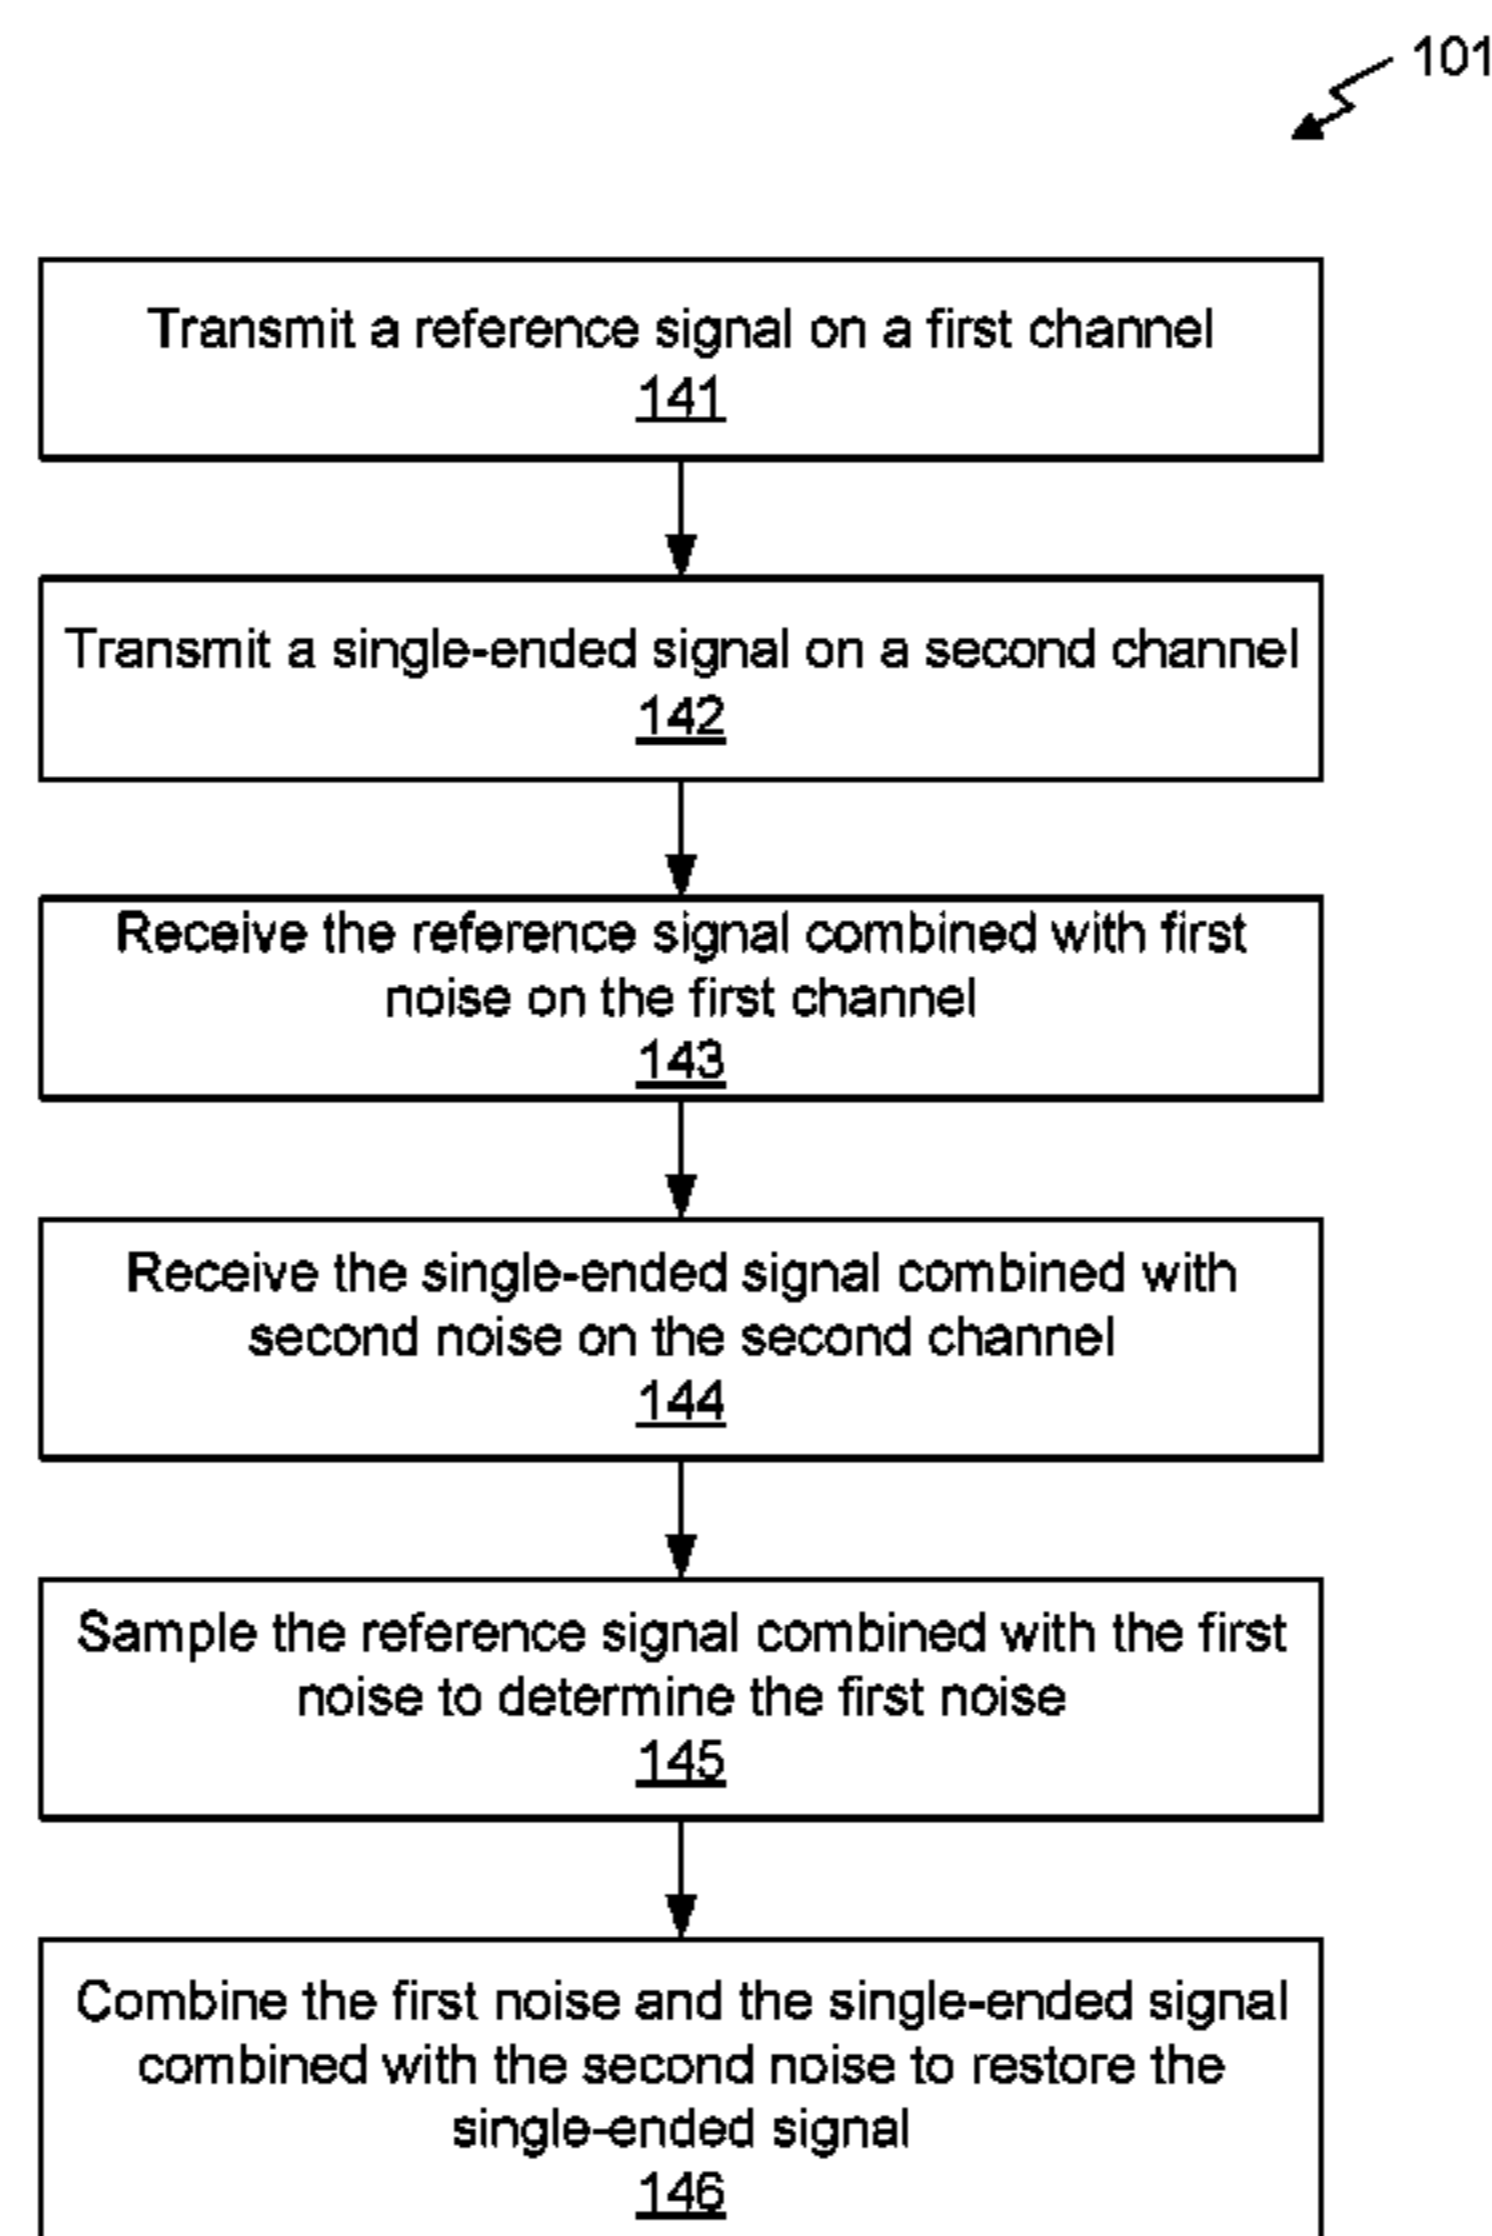 101
Transmit a reference signal on a first channel
141
Transmit a single-ended signal on a second channel
142
Receive the reference signal combined with first
noise on the first channel
143
Receive the single-ended signal combined with
second noise on the second channel
144
Sample the reference signal combined with the first
noise to determine the first noise
145
Combine the first noise and the single-ended signal
combined with the second noise to restore the
single-ended signal
146